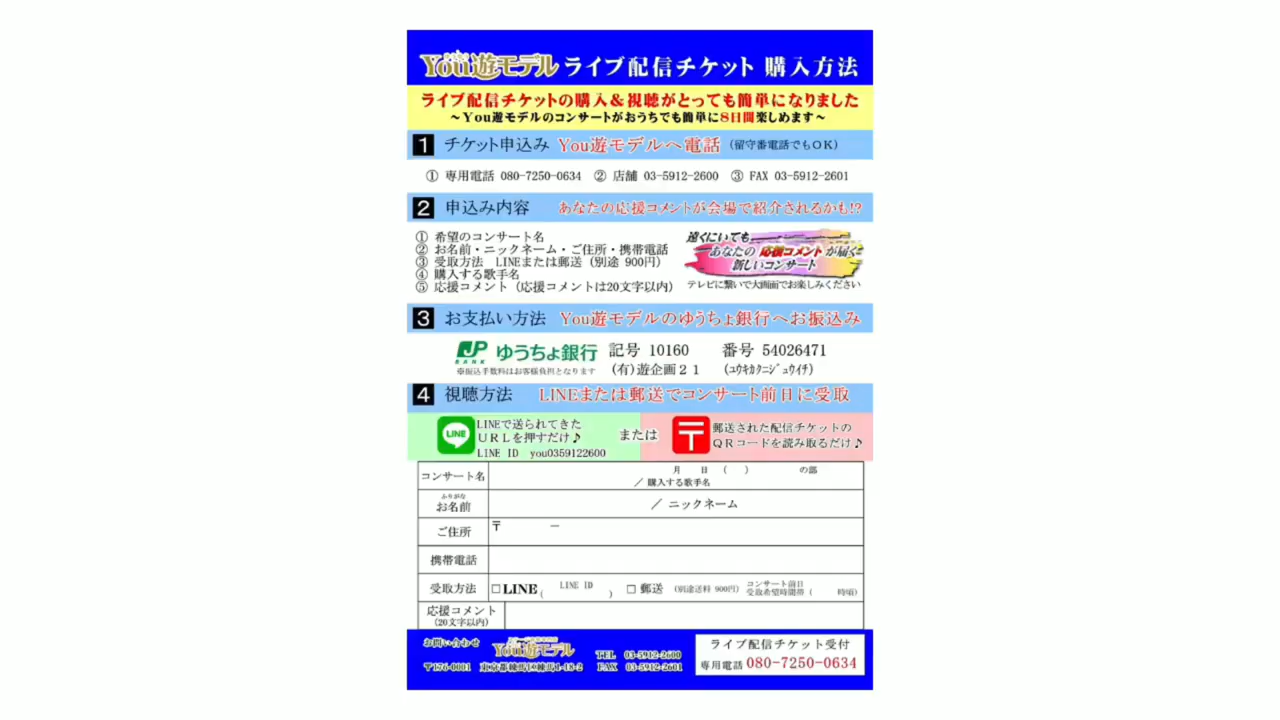 You遊モデル ライブ配信チケット 購入方法
ライブ配信チケットの購入＆視聴がとっても簡単になりました
～You遊モデルのコンサートがおうちでも簡単に8日間楽しめます～
1 チケット申込み You遊モデルへ電話（留守番電話でもＯＫ）
① 専用電話 080-7250-0634 ② 店舗 03-5912-2600 ③ FAX 03-5912-2601
2 申込み内容 あなたの応援コメントが会場で紹介されるかも!?
① 希望のコンサート名
② お名前・ニックネーム・ご住所・携帯電話
③ 受取方法 LINEまたは郵送（別途 900円）
④ 購入する歌手名
⑤ 応援コメント（応援コメントは20文字以内）
遠くにいても
あなたの 応援コメント が届く
新しいコンサート
テレビに繋いで大画面でお楽しみください
3 お支払い方法 You遊モデルのゆうちょ銀行へお振込み
JP BANK ゆうちょ銀行 記号 10160 番号 54026471
※振込手数料はお客様負担となります (有)遊企画２１ (ﾕｳｷｶｸﾆｼﾞｭｳｲﾁ)
4 視聴方法 LINEまたは郵送でコンサート前日に受取
LINE
LINEで送られてきた
ＵＲＬを押すだけ♪
LINE ID you0359122600
または
〒
郵送された配信チケットの
ＱＲコードを読み取るだけ♪
コンサート名 月 日 （ ） の部
／ 購入する歌手名
ふりがな
お名前 ／ ニックネーム
ご住所 〒 －
携帯電話
受取方法 □LINE( LINE ID ) □ 郵送 (別途送料 900円) コンサート前日
受取希望時間帯（ 時頃）
応援コメント
(20文字以内)
お問い合わせ You遊モデル TEL 03-5912-2600
〒176-0001 東京都練馬区練馬1-18-2 FAX 03-5912-2601
ライブ配信チケット受付
専用電話 080-7250-0634